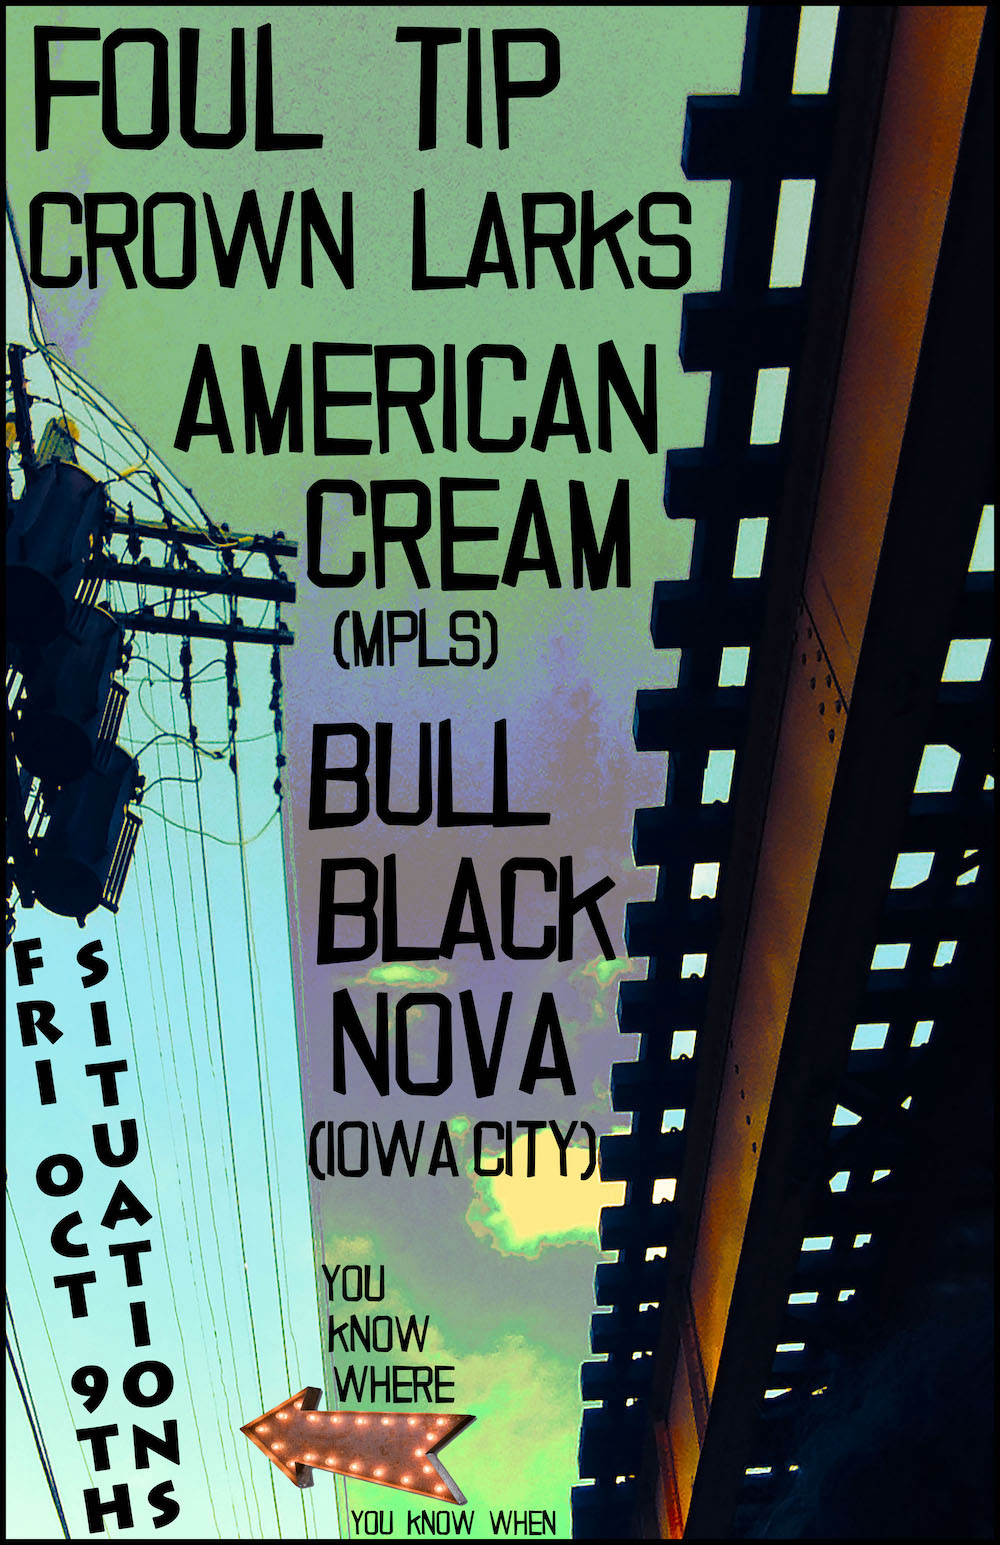 FOUL TIP
CROWN LARKS
AMERICAN
CREAM
(MPLS)
BULL
BLACK
NOVA
(IOWA CITY)
FRI OCT 9TH
SITUATIONS
YOU
KNOW
WHERE
YOU KNOW WHEN